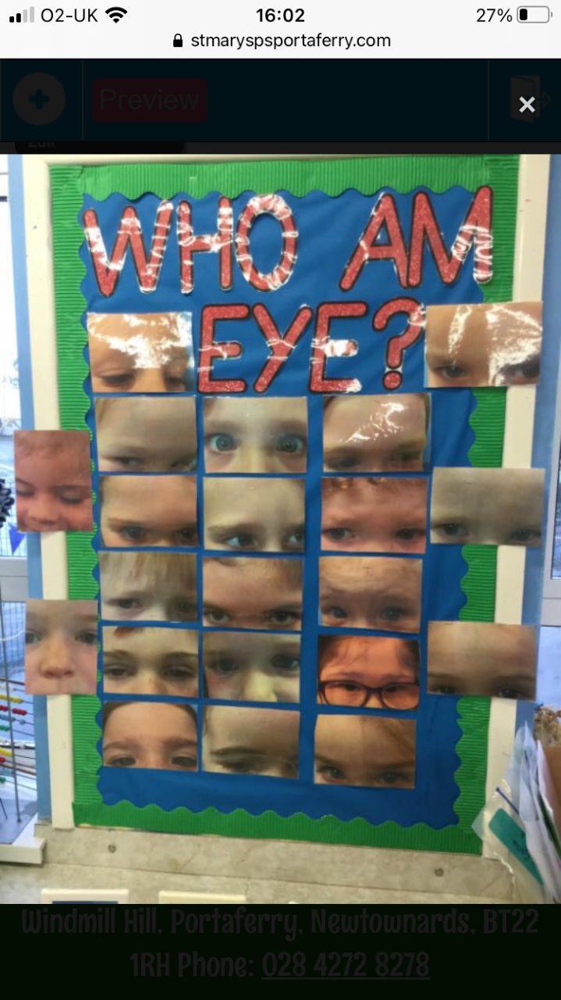 O2-UK
16:02
27%
stmaryspsportaferry.com
Preview
Edit
WHO AM
EYE?
Windmill Hill, Portaferry, Newtownards, BT22
1RH Phone: 028 4272 8278